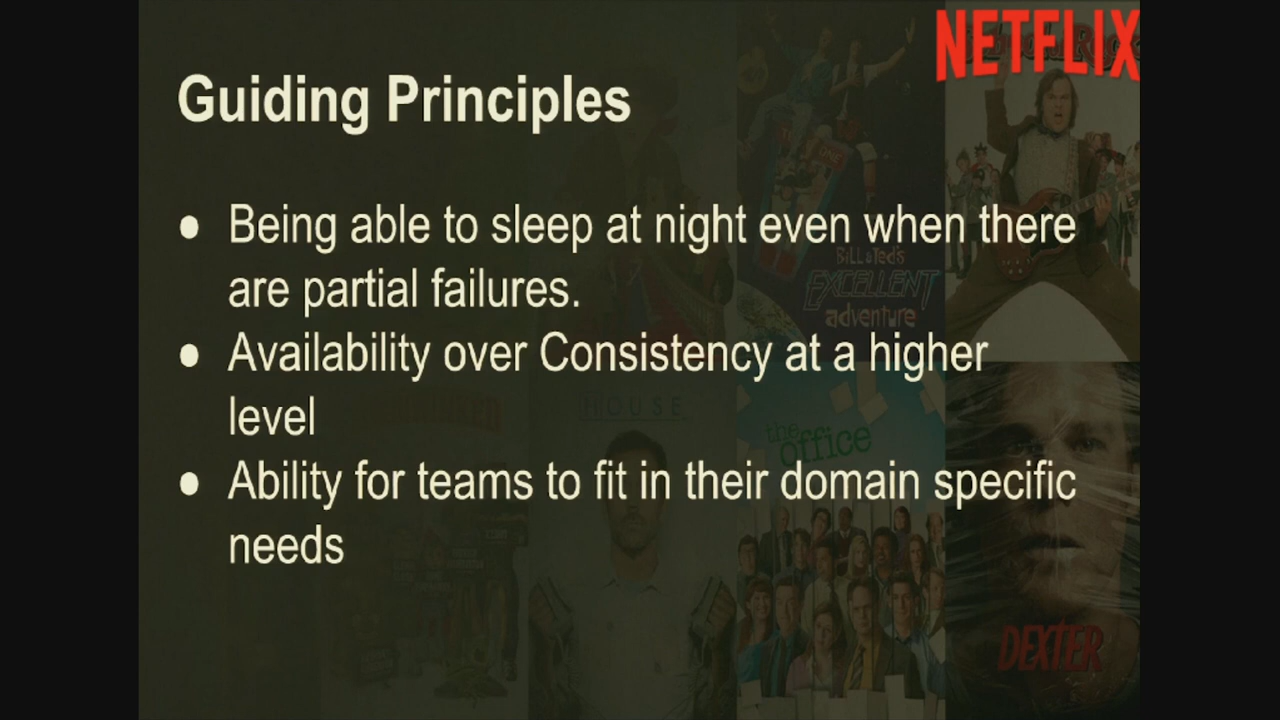 NETFLIX
Guiding Principles
● Being able to sleep at night even when there
are partial failures.
● Availability over Consistency at a higher
level
● Ability for teams to fit in their domain specific
needs
BiLL & Ted's
EXCELLENT
adventure
HOUSE
the
office
DEXTER